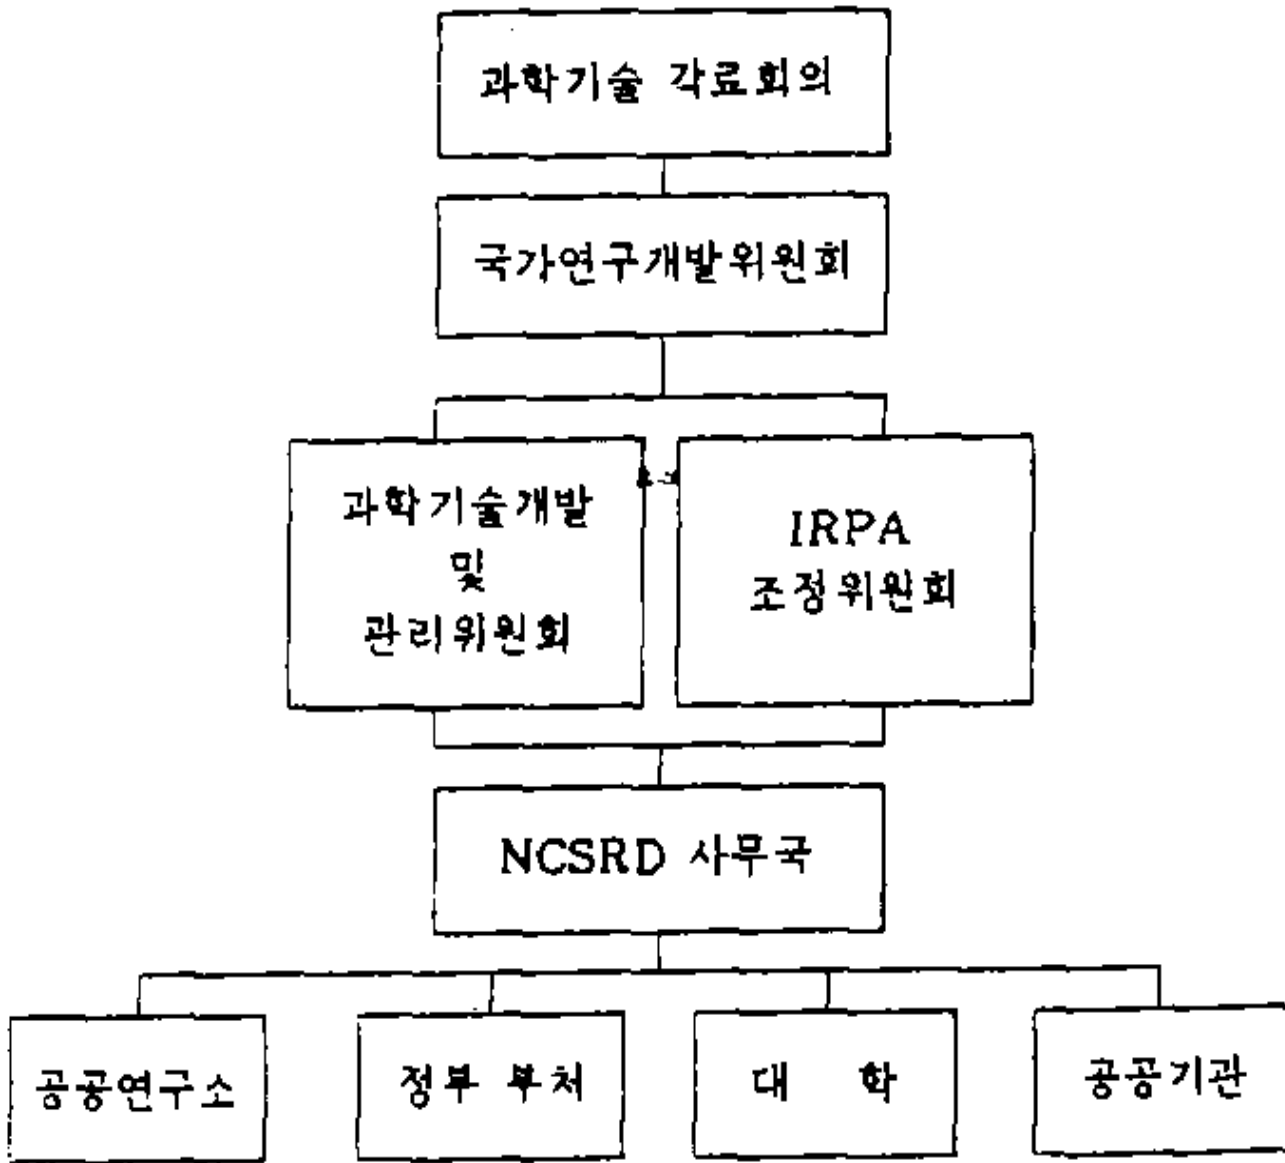 과학기술 각료회의
국가연구개발위원회
과학기술개발
및
관리위원회
IRPA
조정위원회
NCSRD 사무국
공공연구소
정부 부처
대 학
공공기관